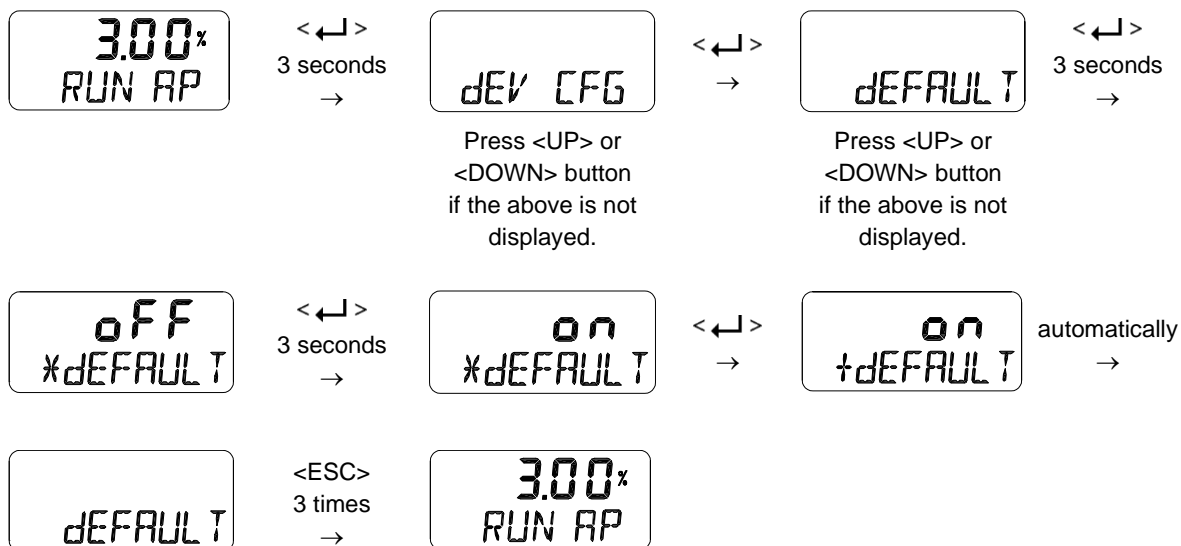 3.00%
RUN AP
< ↵ >
3 seconds
→
dEV CFG
Press <UP> or
<DOWN> button
if the above is not
displayed.
< ↵ >
→
dEFAULT
Press <UP> or
<DOWN> button
if the above is not
displayed.
< ↵ >
3 seconds
→
oFF
*dEFAULT
< ↵ >
3 seconds
→
on
*dEFAULT
< ↵ >
→
on
+dEFAULT
automatically
→
dEFAULT
<ESC>
3 times
→
3.00%
RUN AP